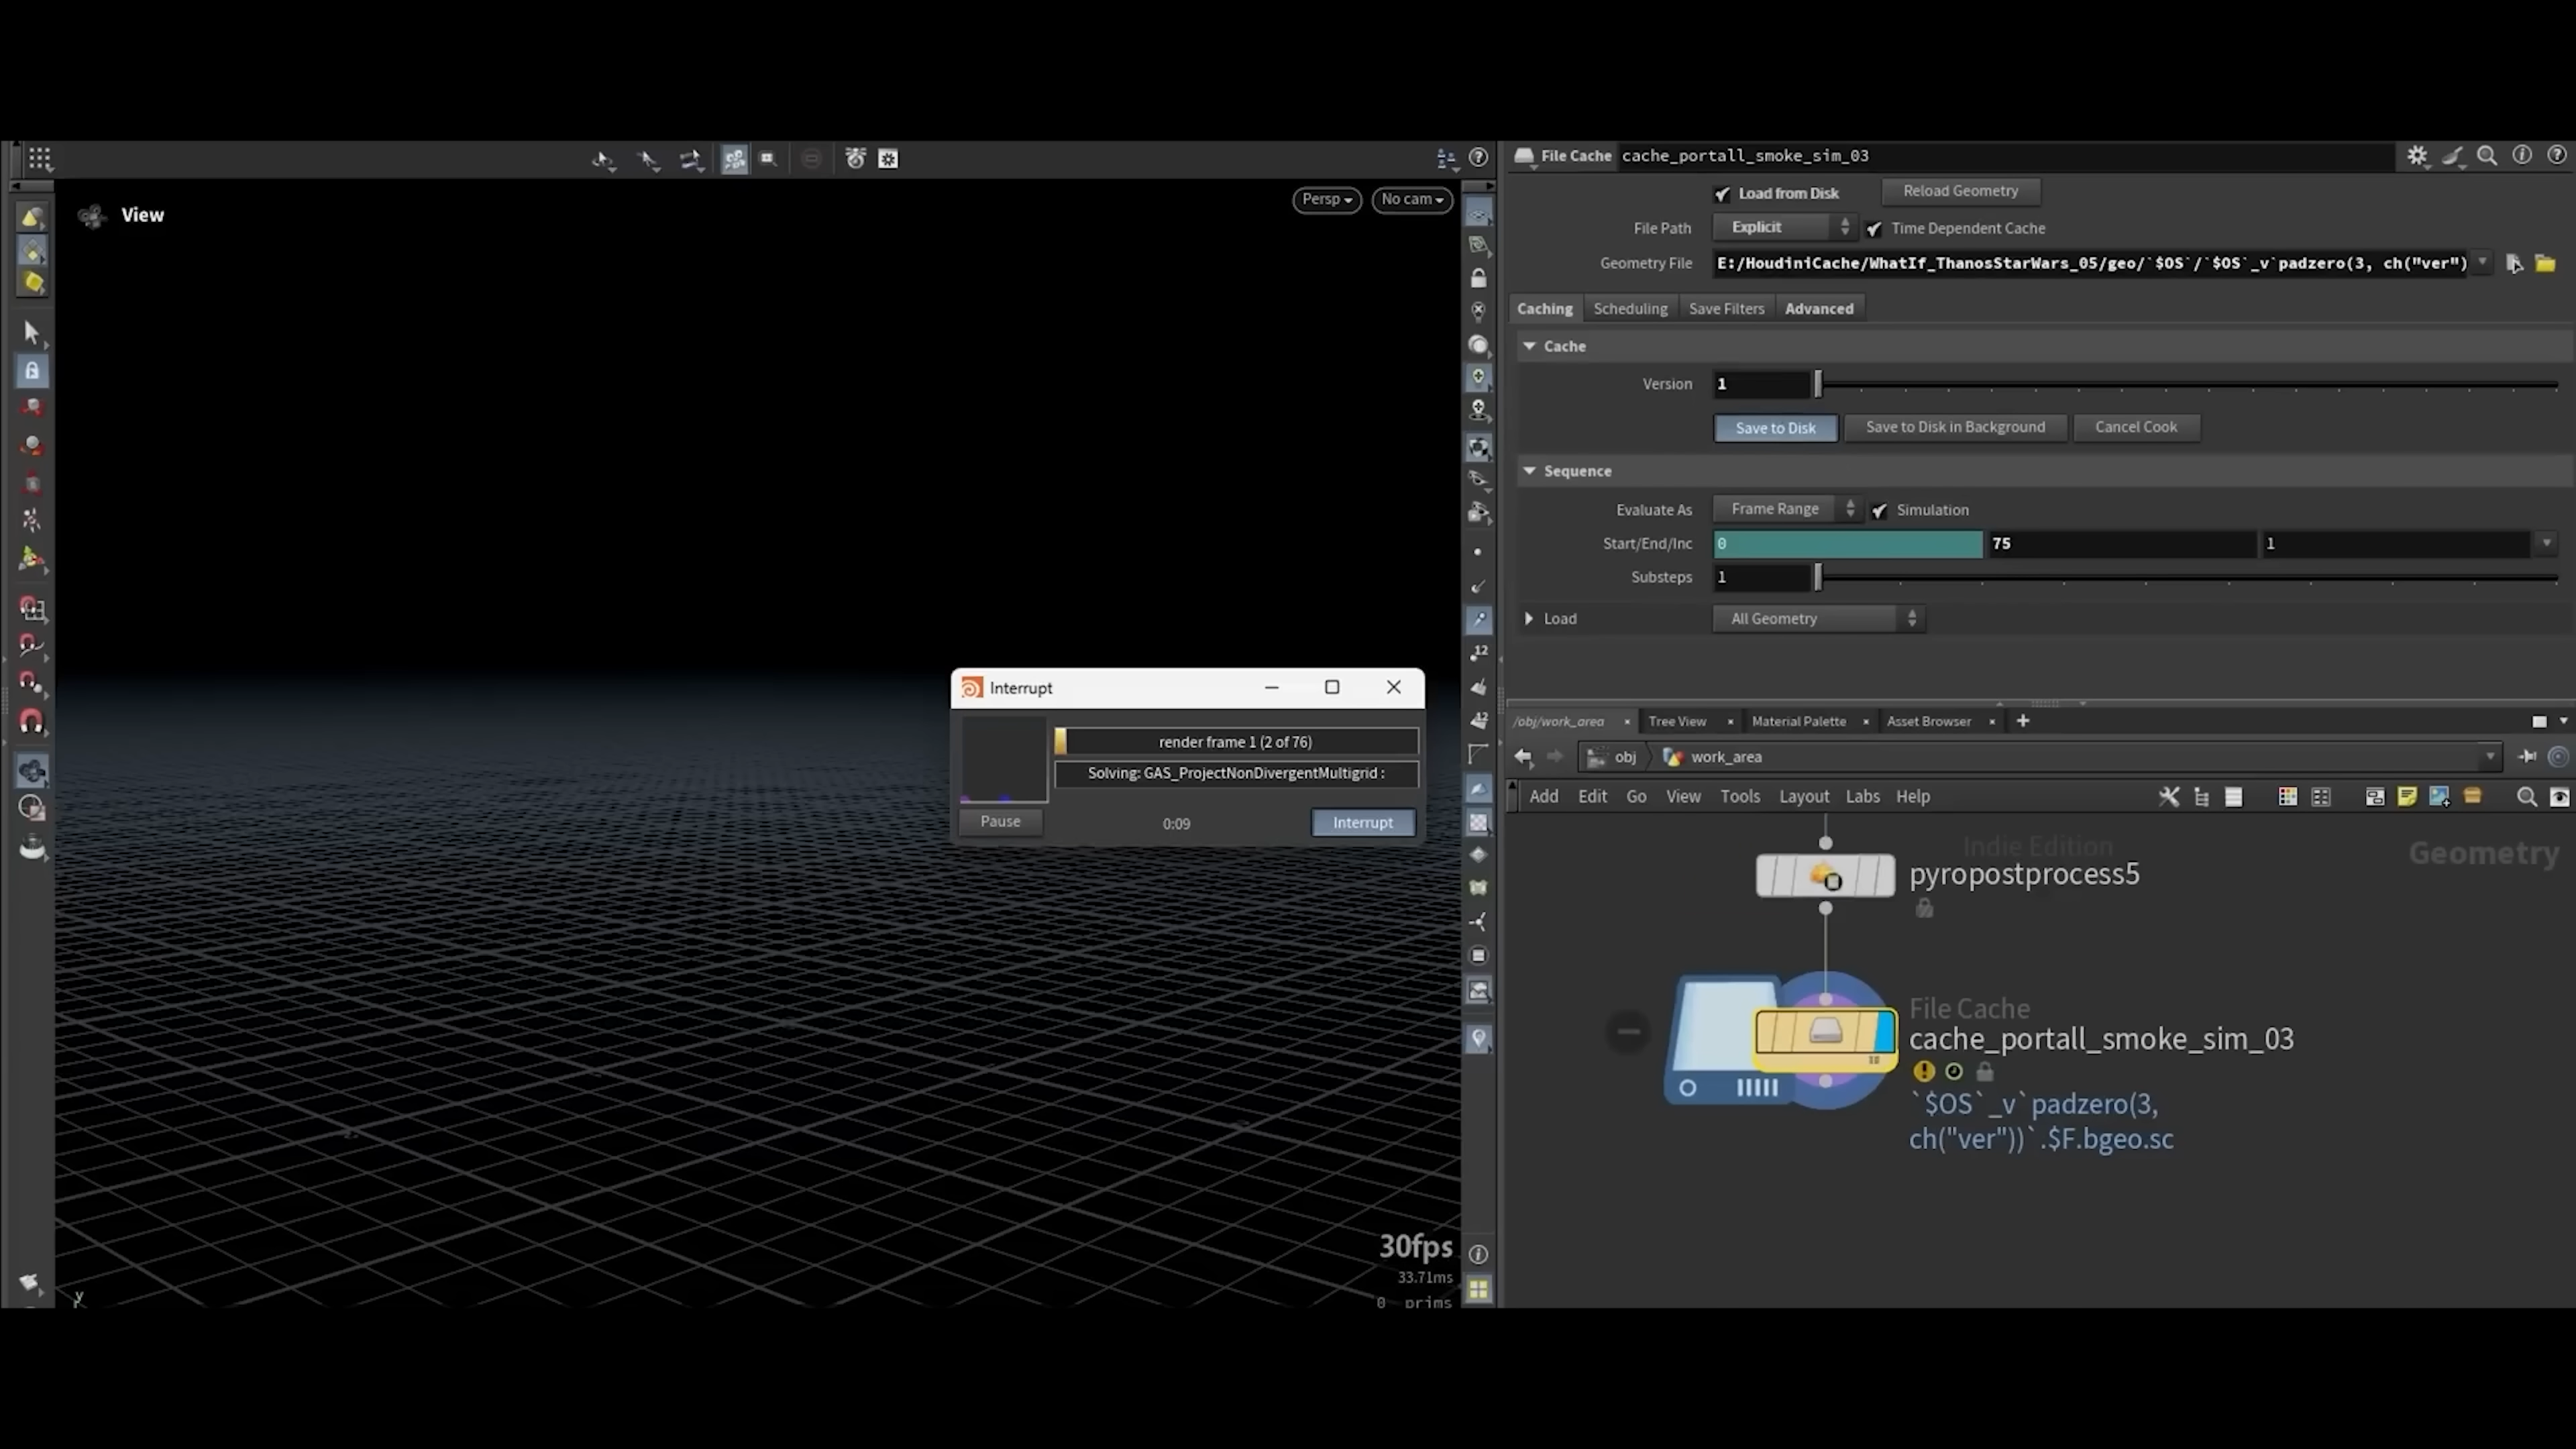 View
Persp
No cam
Interrupt
render frame 1 (2 of 76)
Solving: GAS_ProjectNonDivergentMultigrid :
Pause
0:09
Interrupt
30fps
33.71ms
0 prims
y
12
12
File Cache cache_portall_smoke_sim_03
Load from Disk Reload Geometry
File Path Explicit Time Dependent Cache
Geometry File E:/HoudiniCache/WhatIf_ThanosStarWars_05/geo/`$OS`/`$OS`_v`padzero(3, ch("ver")
Caching Scheduling Save Filters Advanced
Cache
Version 1
Save to Disk Save to Disk in Background Cancel Cook
Sequence
Evaluate As Frame Range Simulation
Start/End/Inc 0 75 1
Substeps 1
Load All Geometry
/obj/work_area Tree View Material Palette Asset Browser
obj work_area
Add Edit Go View Tools Layout Labs Help
Indie Edition
Geometry
pyropostprocess5
File Cache
cache_portall_smoke_sim_03
`$OS`_v`padzero(3,
ch("ver"))`.$F.bgeo.sc